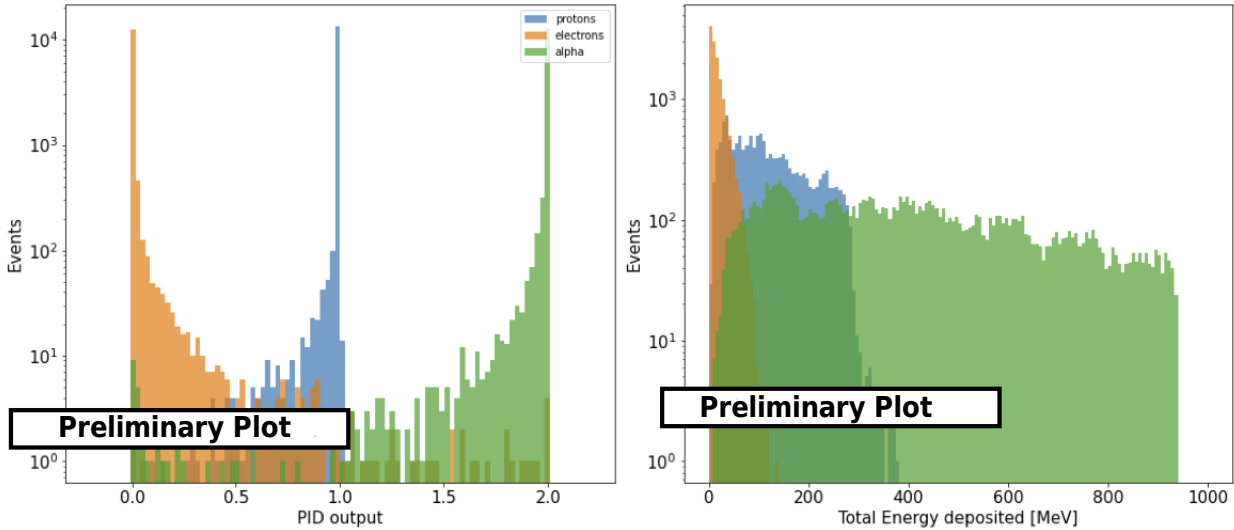 10⁴
10³
10²
10¹
10⁰
Events
protons
electrons
alpha
Preliminary Plot
0.0 0.5 1.0 1.5 2.0
PID output
10³
10²
10¹
10⁰
Events
Preliminary Plot
0 200 400 600 800 1000
Total Energy deposited [MeV]